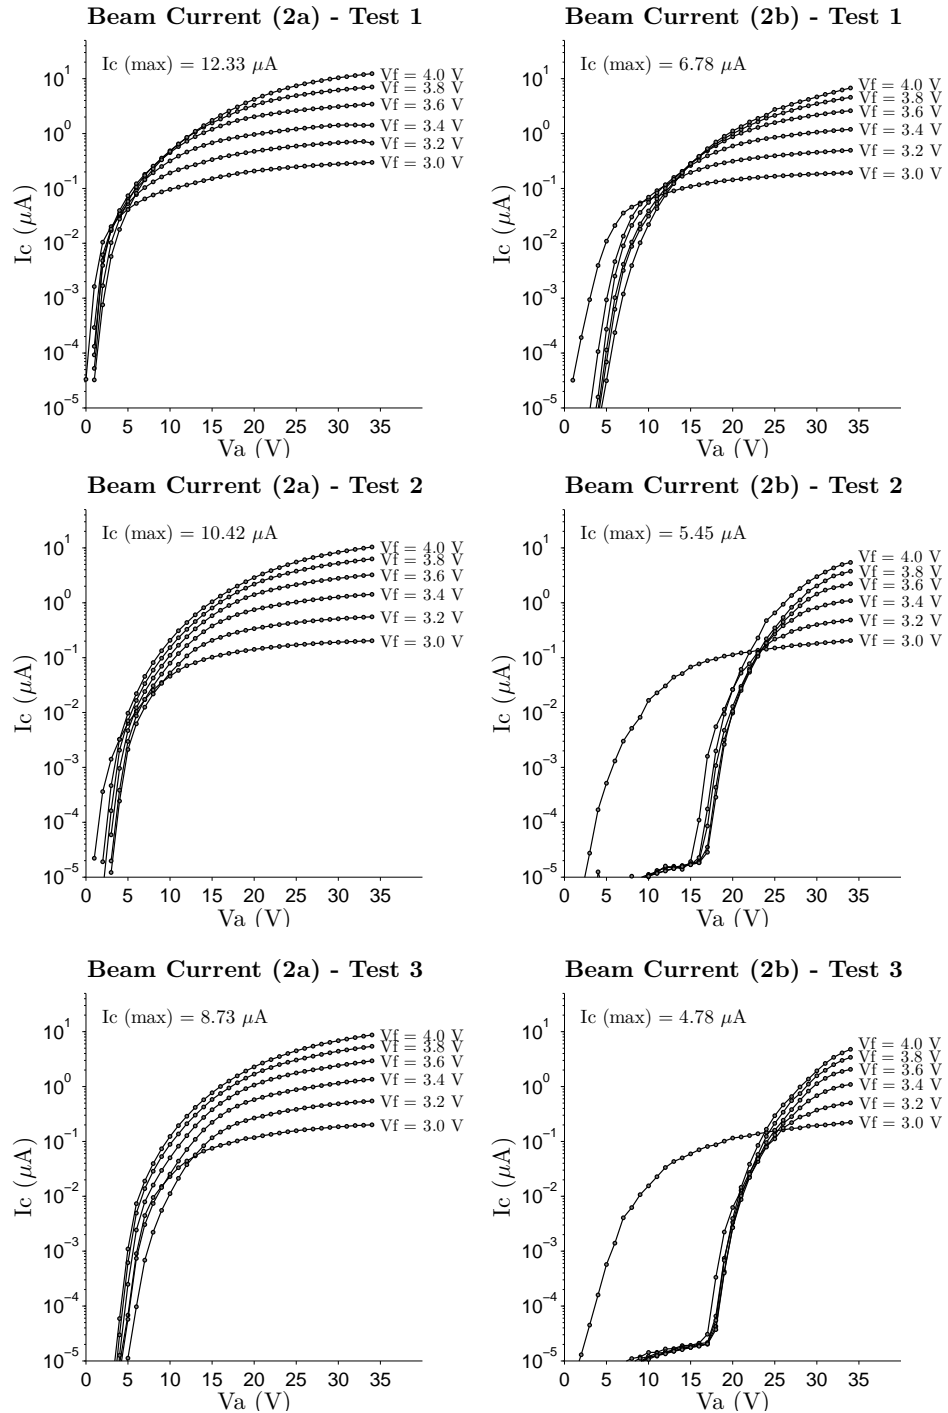 Beam Current (2a) - Test 1
Ic (max) = 12.33 μA
Vf = 4.0 V
Vf = 3.8 V
Vf = 3.6 V
Vf = 3.4 V
Vf = 3.2 V
Vf = 3.0 V
10^1
10^0
10^−1
10^−2
10^−3
10^−4
10^−5
Ic (μA)
0 5 10 15 20 25 30 35
Va (V)
Beam Current (2b) - Test 1
Ic (max) = 6.78 μA
Vf = 4.0 V
Vf = 3.8 V
Vf = 3.6 V
Vf = 3.4 V
Vf = 3.2 V
Vf = 3.0 V
10^1
10^0
10^−1
10^−2
10^−3
10^−4
10^−5
Ic (μA)
0 5 10 15 20 25 30 35
Va (V)
Beam Current (2a) - Test 2
Ic (max) = 10.42 μA
Vf = 4.0 V
Vf = 3.8 V
Vf = 3.6 V
Vf = 3.4 V
Vf = 3.2 V
Vf = 3.0 V
10^1
10^0
10^−1
10^−2
10^−3
10^−4
10^−5
Ic (μA)
0 5 10 15 20 25 30 35
Va (V)
Beam Current (2b) - Test 2
Ic (max) = 5.45 μA
Vf = 4.0 V
Vf = 3.8 V
Vf = 3.6 V
Vf = 3.4 V
Vf = 3.2 V
Vf = 3.0 V
10^1
10^0
10^−1
10^−2
10^−3
10^−4
10^−5
Ic (μA)
0 5 10 15 20 25 30 35
Va (V)
Beam Current (2a) - Test 3
Ic (max) = 8.73 μA
Vf = 4.0 V
Vf = 3.8 V
Vf = 3.6 V
Vf = 3.4 V
Vf = 3.2 V
Vf = 3.0 V
10^1
10^0
10^−1
10^−2
10^−3
10^−4
10^−5
Ic (μA)
0 5 10 15 20 25 30 35
Va (V)
Beam Current (2b) - Test 3
Ic (max) = 4.78 μA
Vf = 4.0 V
Vf = 3.8 V
Vf = 3.6 V
Vf = 3.4 V
Vf = 3.2 V
Vf = 3.0 V
10^1
10^0
10^−1
10^−2
10^−3
10^−4
10^−5
Ic (μA)
0 5 10 15 20 25 30 35
Va (V)